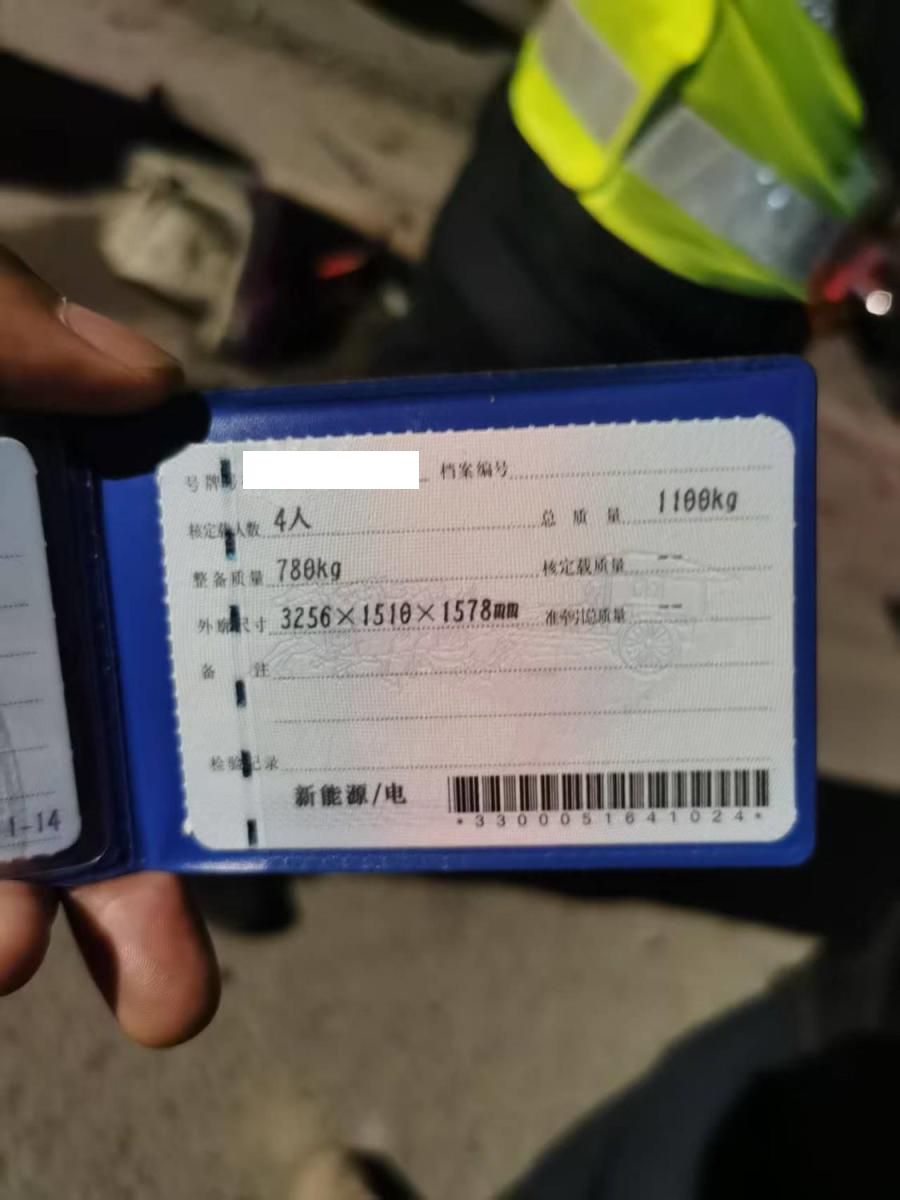 号牌号
档案编号
核定载人数 4人 总质量 1100kg
整备质量 780kg 核定载质量 --
外廓尺寸 3256×1510×1578mm 准牵引总质量 --
备注
检验记录
新能源/电
*3300051641024*
1-14